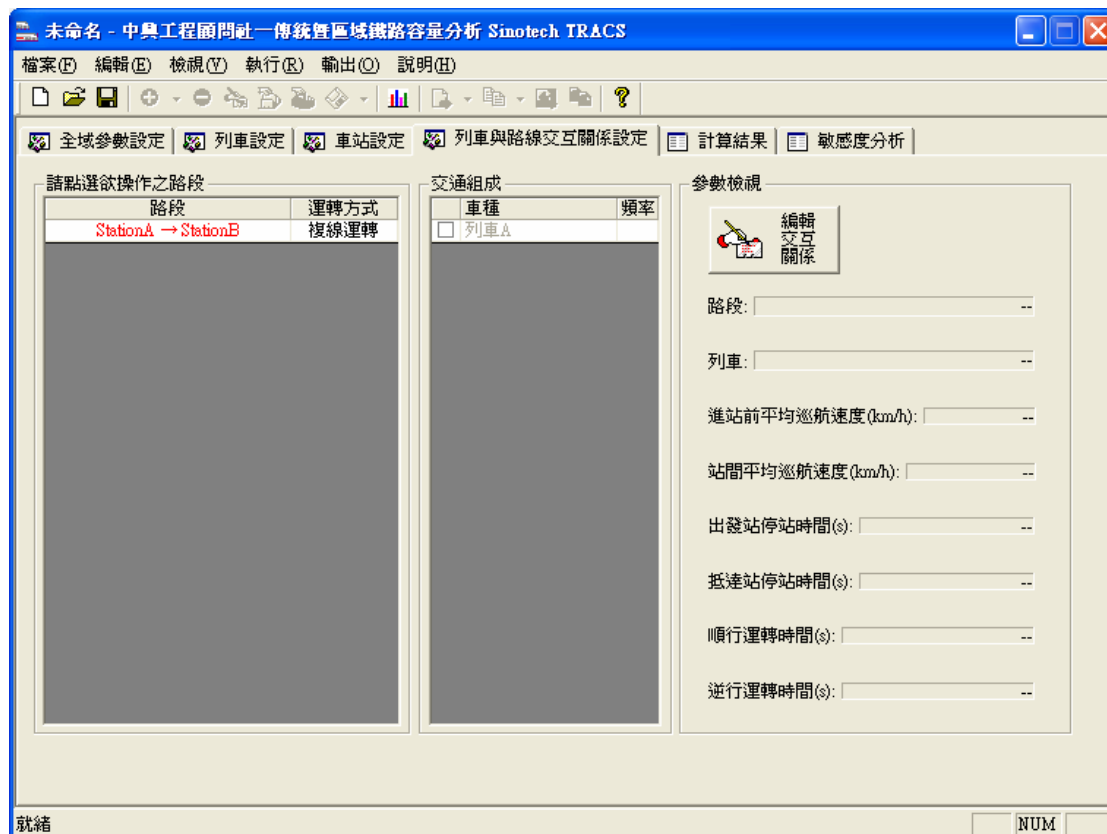 未命名 - 中興工程顧問社—傳統暨區域鐵路容量分析 Sinotech TRACS
檔案(F) 編輯(E) 檢視(V) 執行(R) 輸出(O) 說明(H)
全域參數設定 列車設定 車站設定 列車與路線交互關係設定 計算結果 敏感度分析
請點選欲操作之路段 交通組成 參數檢視
路段 運轉方式 車種 頻率
StationA → StationB 複線運轉 列車A
編輯
交互
關係
路段: --
列車: --
進站前平均巡航速度(km/h): --
站間平均巡航速度(km/h): --
出發站停站時間(s): --
抵達站停站時間(s): --
順行運轉時間(s): --
逆行運轉時間(s): --
就緒 NUM